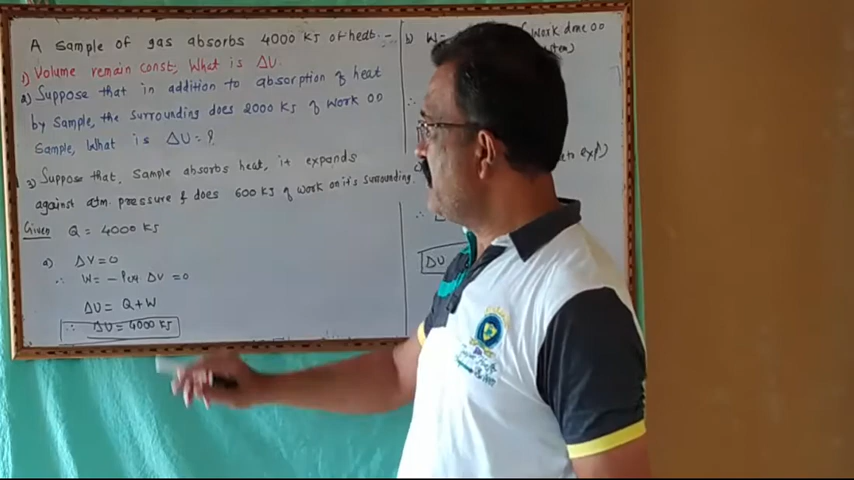 A sample of gas absorbs 4000 KJ of heat.
1) Volume remain const, What is ΔU
2) Suppose that in addition to absorption of heat
by sample, the surrounding does 2000 KJ of work on
sample, What is ΔU = ?
3) Suppose that, sample absorbs heat, it expands
against atm. pressure & does 600 KJ of work on it's surrounding.
Given Q = 4000 KJ
a) ΔV = 0
∴ W = - Pext ΔV = 0
ΔU = Q + W
∴ ΔU = 4000 KJ
b) W =
(Work done on
ΔU